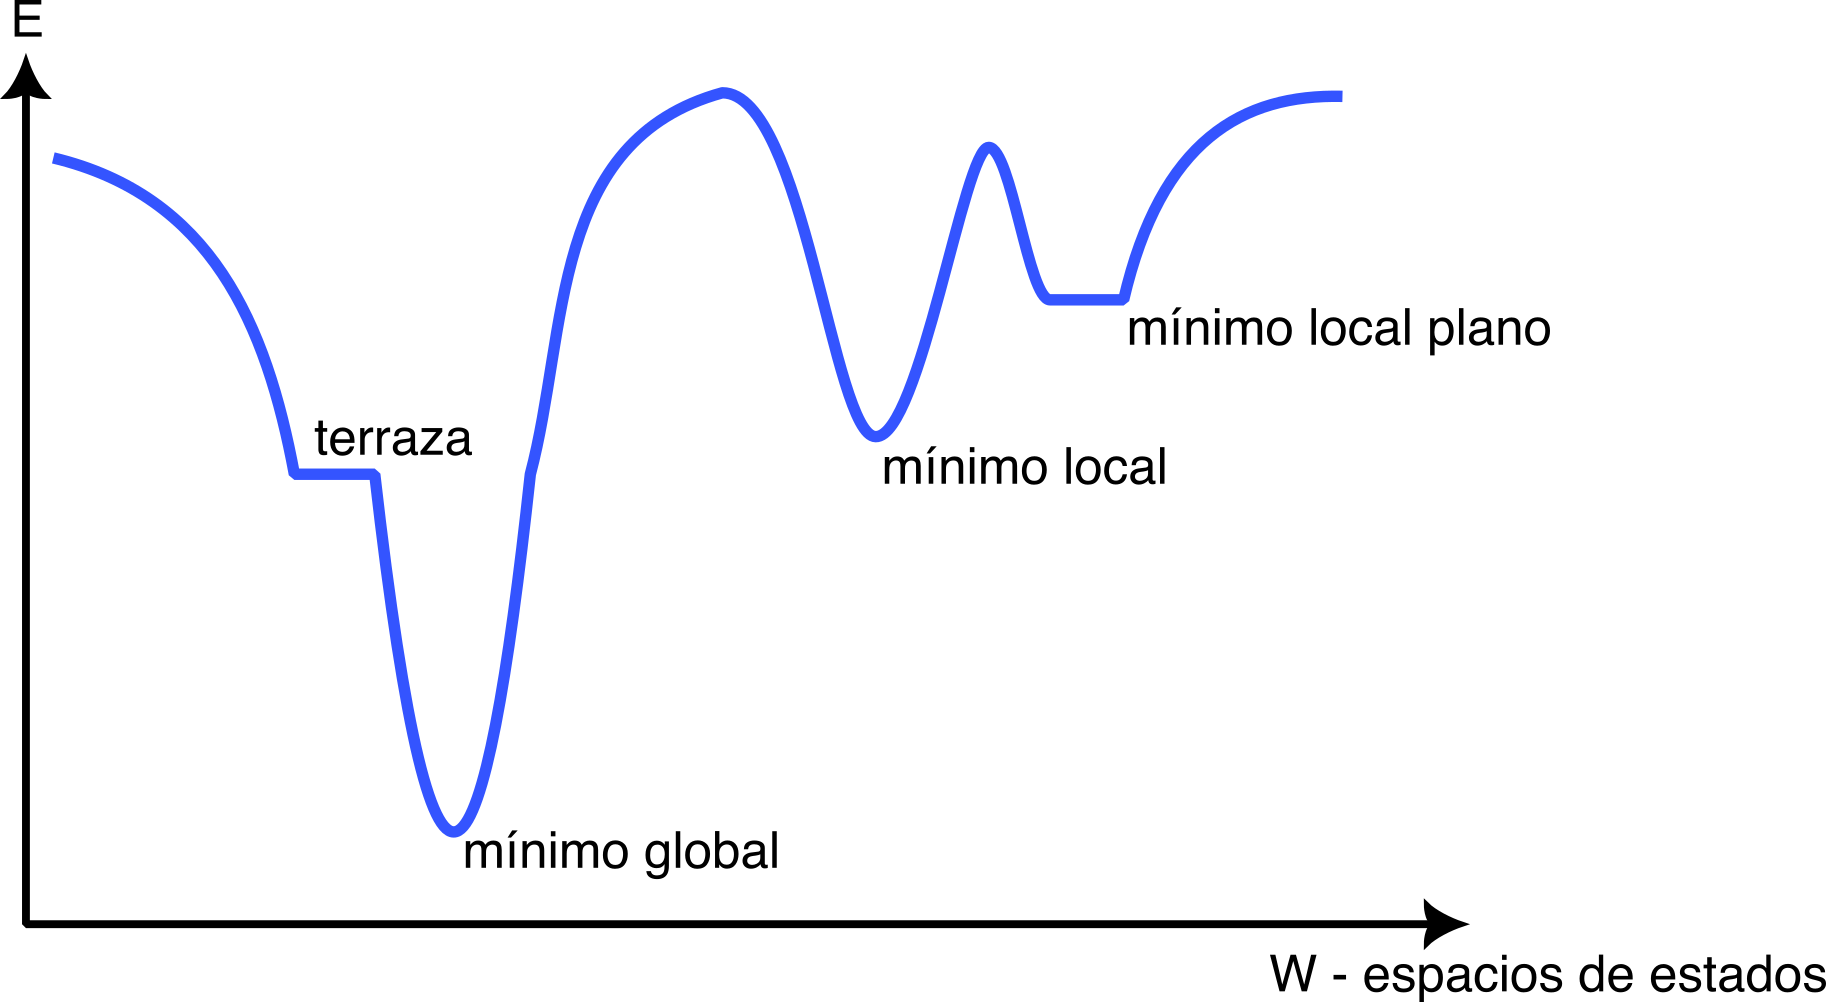 E
mínimo local plano
terraza
mínimo local
mínimo global
W - espacios de estados